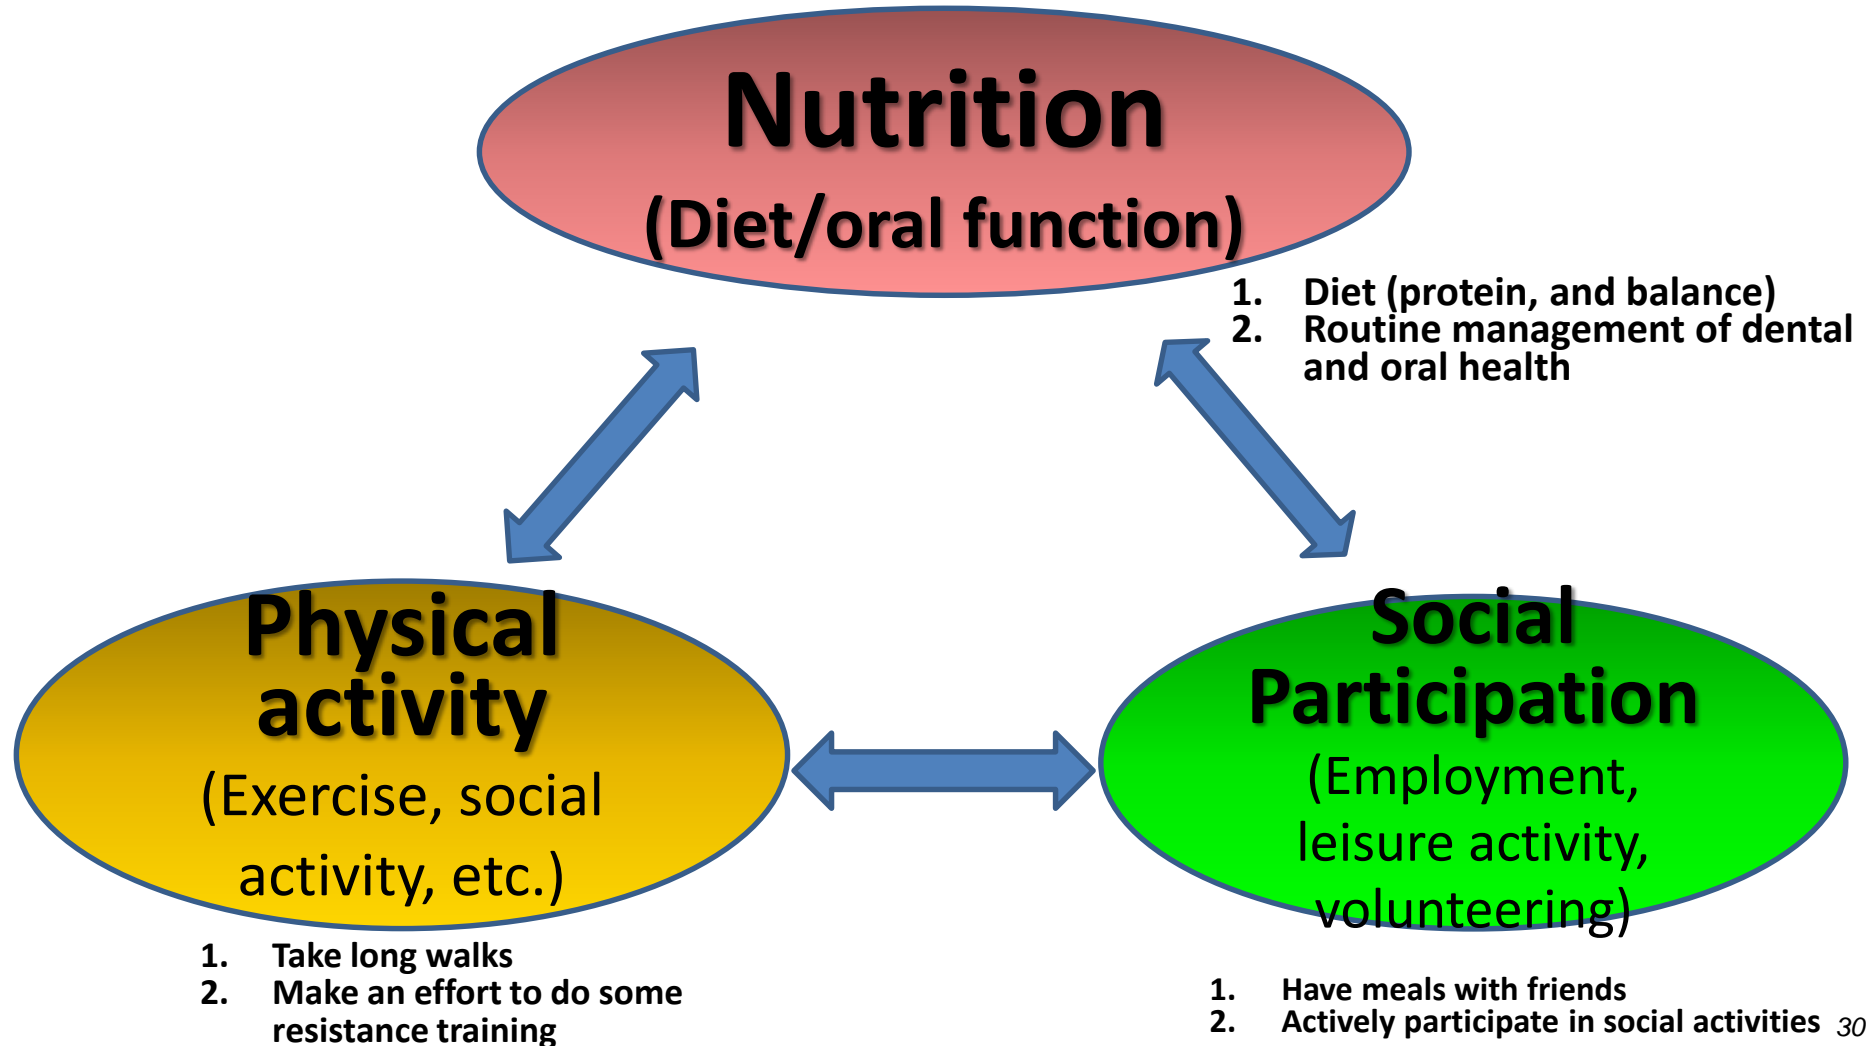 Nutrition
(Diet/oral function)
1. Diet (protein, and balance)
2. Routine management of dental
and oral health
Physical
activity
(Exercise, social
activity, etc.)
1. Take long walks
2. Make an effort to do some
resistance training
Social
Participation
(Employment,
leisure activity,
volunteering)
1. Have meals with friends
2. Actively participate in social activities
30